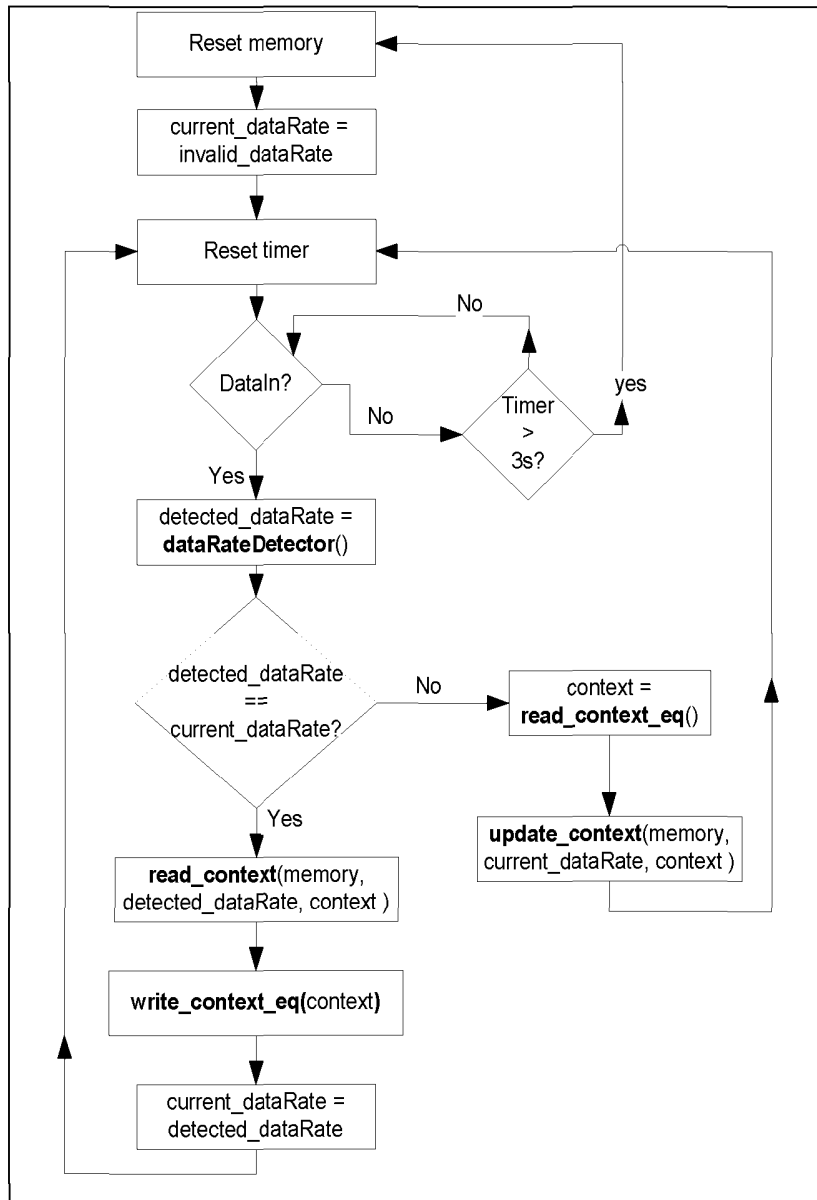 Reset memory
current_dataRate =
invalid_dataRate
Reset timer
No
DataIn?
No
Timer
>
3s?
yes
Yes
detected_dataRate =
dataRateDetector()
detected_dataRate
==
current_dataRate?
No
context =
read_context_eq()
Yes
update_context(memory,
current_dataRate, context )
read_context(memory,
detected_dataRate, context )
write_context_eq(context)
current_dataRate =
detected_dataRate